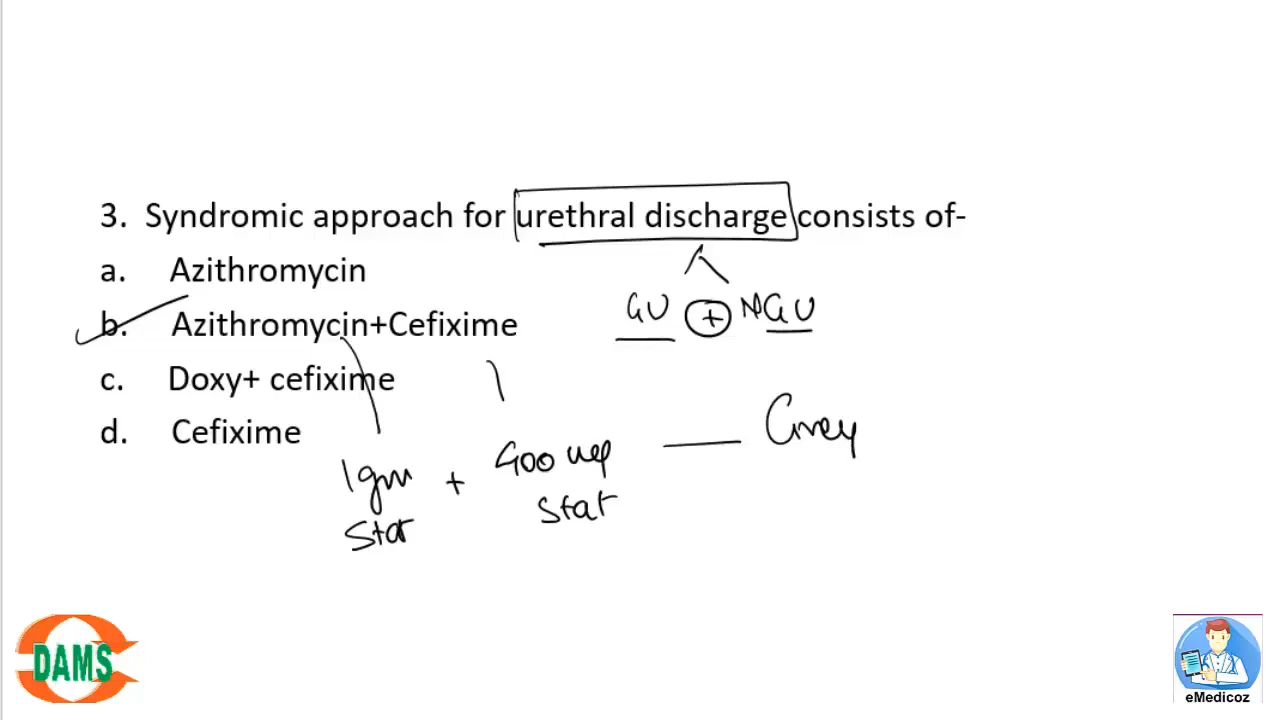 3. Syndromic approach for urethral discharge consists of-
a. Azithromycin
b. Azithromycin+Cefixime
GU + NGU
c. Doxy+ cefixime
d. Cefixime
1gm + 400 mg — Grey
Stat Stat
DAMS
eMedicoz